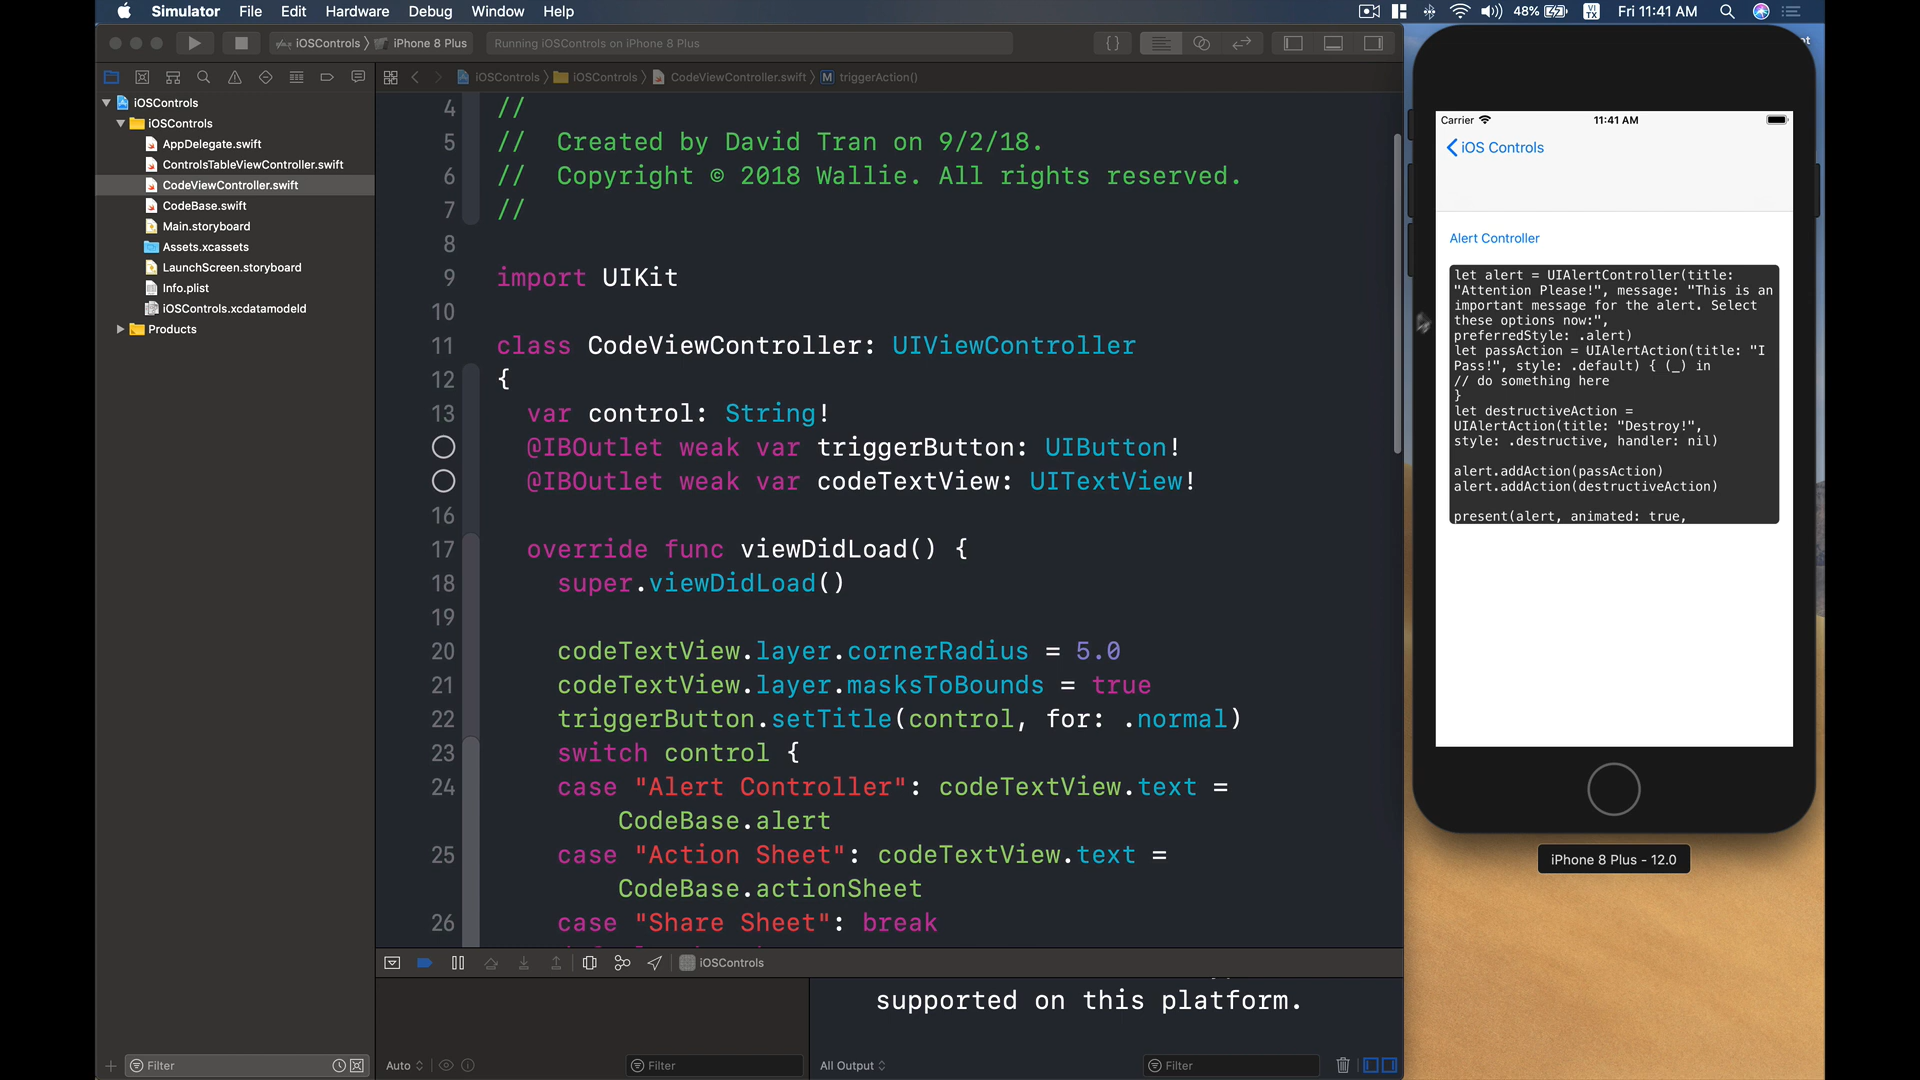 Simulator File Edit Hardware Debug Window Help
48% VI TX Fri 11:41 AM
iOSControls iPhone 8 Plus Running iOSControls on iPhone 8 Plus
iOSControls iOSControls CodeViewController.swift M triggerAction()
iOSControls
iOSControls
AppDelegate.swift
ControlsTableViewController.swift
CodeViewController.swift
CodeBase.swift
Main.storyboard
Assets.xcassets
LaunchScreen.storyboard
Info.plist
iOSControls.xcdatamodeld
Products
Filter
4 //
5 // Created by David Tran on 9/2/18.
6 // Copyright © 2018 Wallie. All rights reserved.
7 //
8
9 import UIKit
10
11 class CodeViewController: UIViewController
12 {
13 var control: String!
@IBOutlet weak var triggerButton: UIButton!
@IBOutlet weak var codeTextView: UITextView!
16
17 override func viewDidLoad() {
18 super.viewDidLoad()
19
20 codeTextView.layer.cornerRadius = 5.0
21 codeTextView.layer.masksToBounds = true
22 triggerButton.setTitle(control, for: .normal)
23 switch control {
24 case "Alert Controller": codeTextView.text =
CodeBase.alert
25 case "Action Sheet": codeTextView.text =
CodeBase.actionSheet
26 case "Share Sheet": break
iOSControls
supported on this platform.
Auto Filter All Output Filter
Carrier 11:41 AM
iOS Controls
Alert Controller
let alert = UIAlertController(title:
"Attention Please!", message: "This is an
important message for the alert. Select
these options now:",
preferredStyle: .alert)
let passAction = UIAlertAction(title: "I
Pass!", style: .default) { (_) in
// do something here
}
let destructiveAction =
UIAlertAction(title: "Destroy!",
style: .destructive, handler: nil)
alert.addAction(passAction)
alert.addAction(destructiveAction)
present(alert, animated: true,
iPhone 8 Plus - 12.0